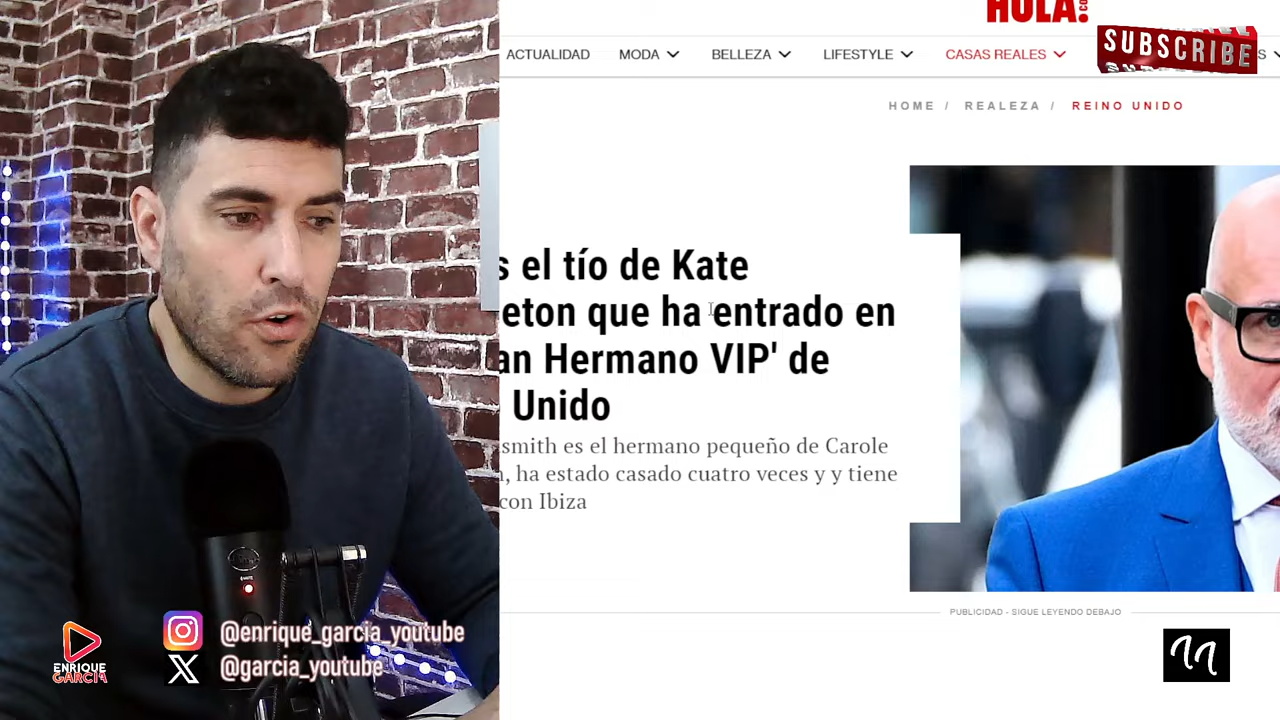 HOLA!
SUBSCRIBE
ACTUALIDAD MODA BELLEZA LIFESTYLE CASAS REALES S
HOME / REALEZA / REINO UNIDO
s el tío de Kate
eton que ha entrado en
an Hermano VIP' de
Unido
smith es el hermano pequeño de Carole
, ha estado casado cuatro veces y y tiene
con Ibiza
PUBLICIDAD - SIGUE LEYENDO DEBAJO
@enrique_garcia_youtube
@garcia_youtube
ENRIQUE
GARCIA